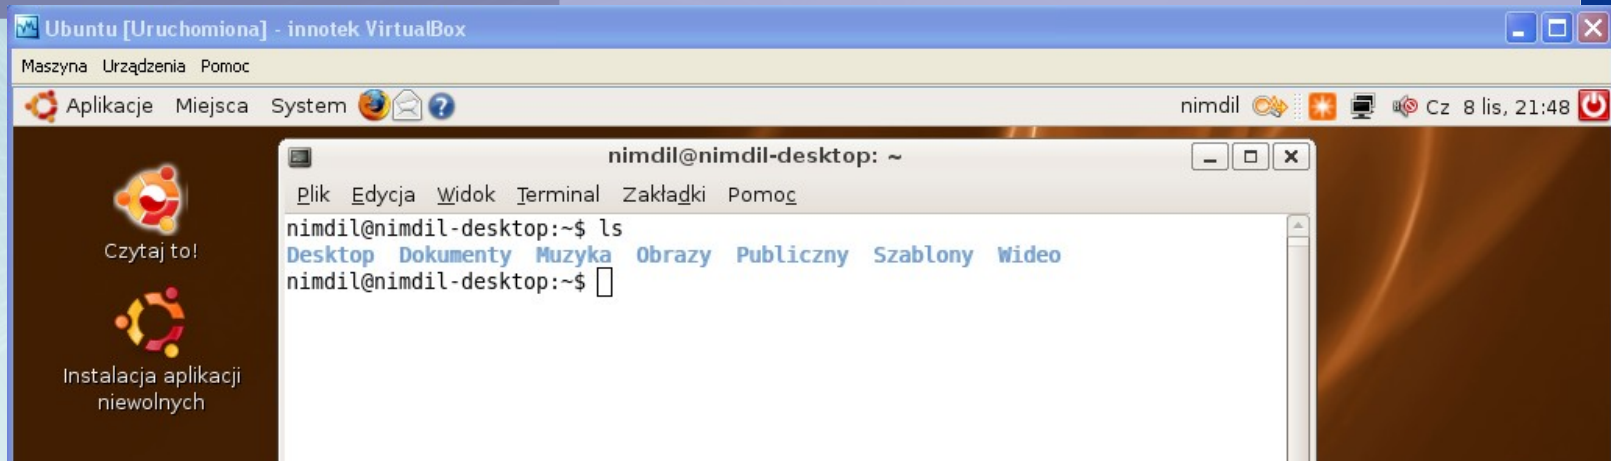 Ubuntu [Uruchomiona] - innotek VirtualBox
Maszyna Urządzenia Pomoc
Aplikacje Miejsca System nimdil Cz 8 lis, 21:48
nimdil@nimdil-desktop: ~
Plik Edycja Widok Terminal Zakładki Pomoc
nimdil@nimdil-desktop:~$ ls
Desktop Dokumenty Muzyka Obrazy Publiczny Szablony Wideo
nimdil@nimdil-desktop:~$
Czytaj to!
Instalacja aplikacji
niewolnych